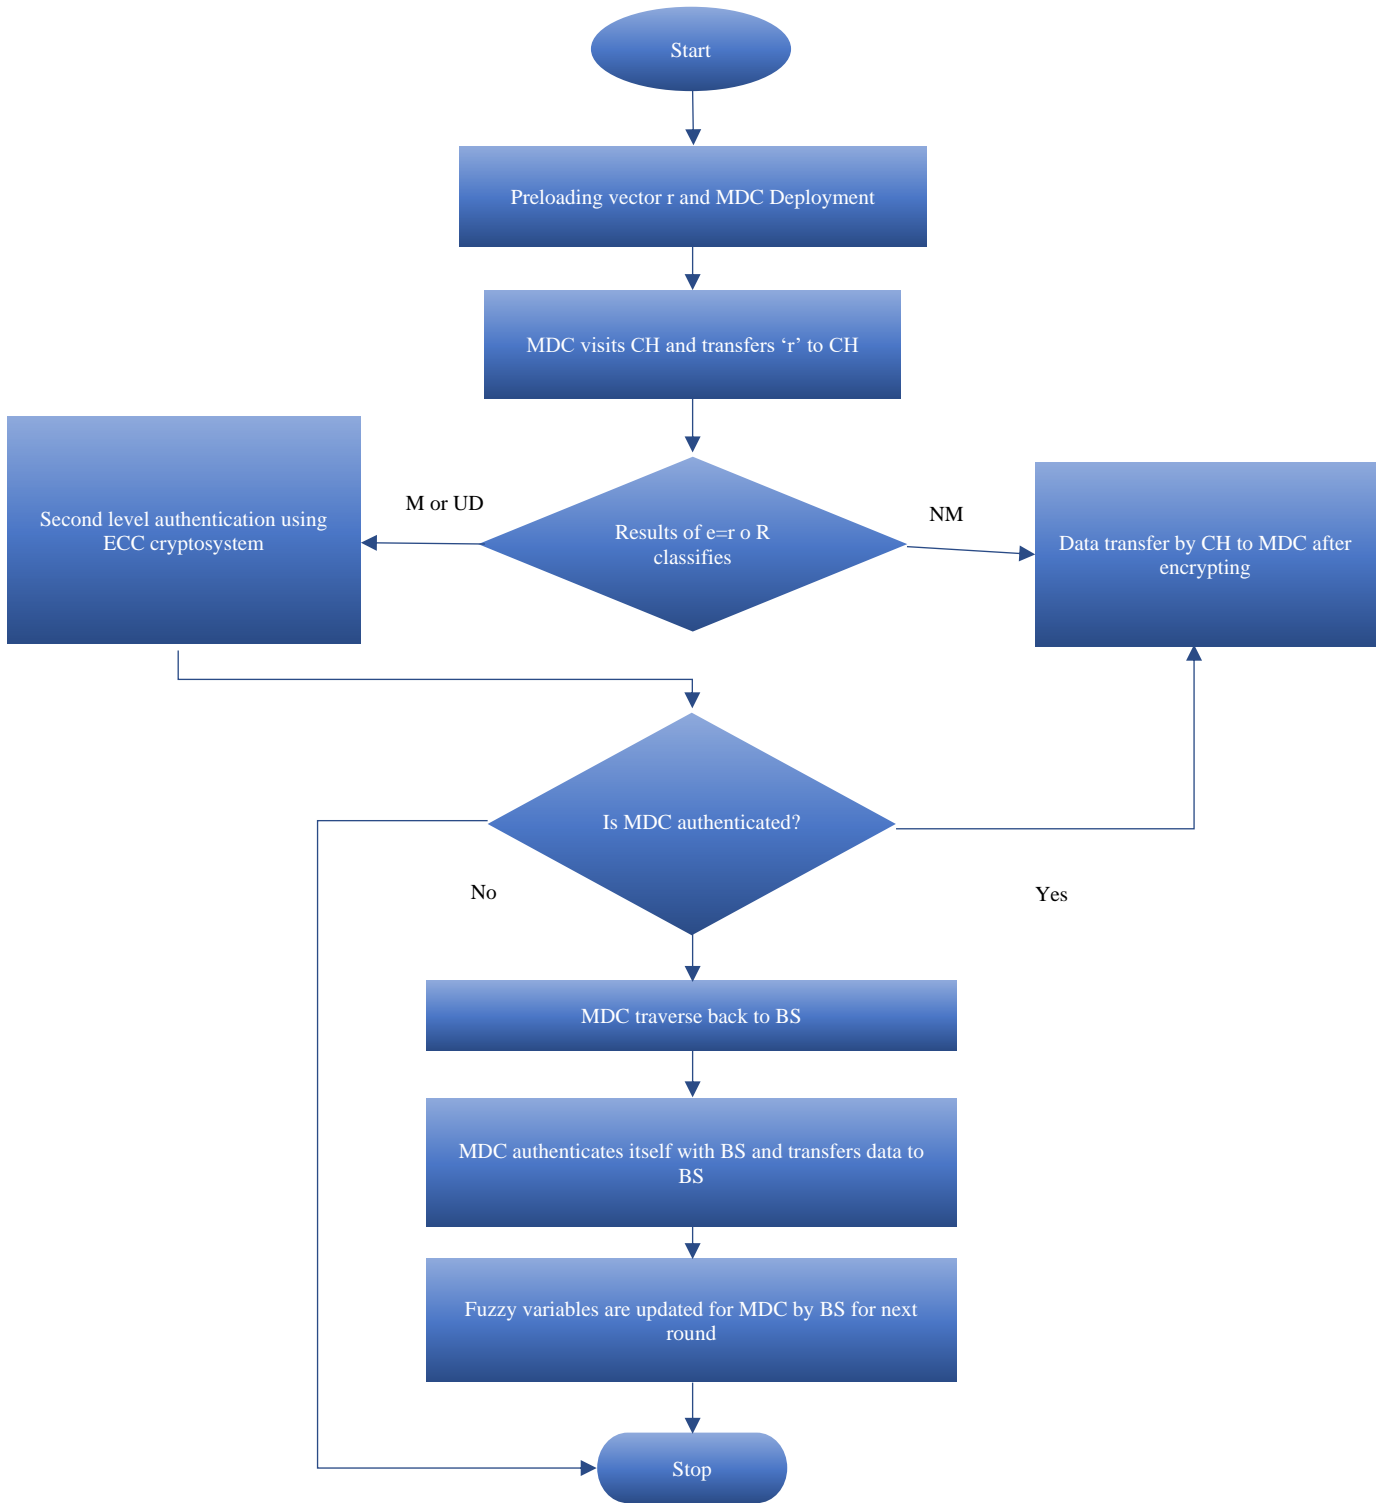 Start
Preloading vector r and MDC Deployment
MDC visits CH and transfers ‘r’ to CH
M or UD
NM
Second level authentication using
ECC cryptosystem
Results of e=r o R
classifies
Data transfer by CH to MDC after
encrypting
Is MDC authenticated?
No
Yes
MDC traverse back to BS
MDC authenticates itself with BS and transfers data to
BS
Fuzzy variables are updated for MDC by BS for next
round
Stop